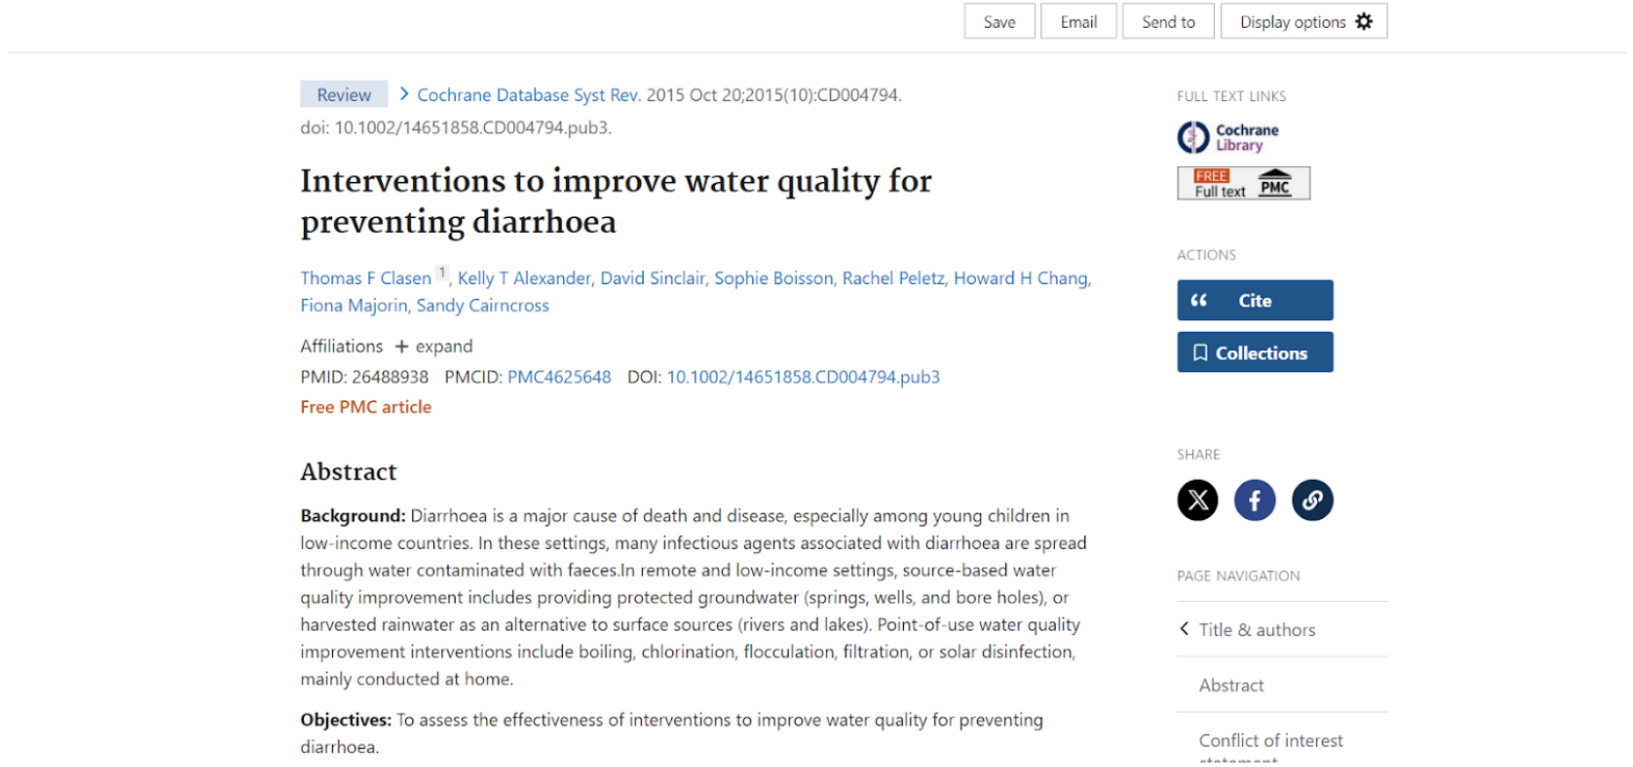 Save Email Send to Display options
Review > Cochrane Database Syst Rev. 2015 Oct 20;2015(10):CD004794.
doi: 10.1002/14651858.CD004794.pub3.
Interventions to improve water quality for
preventing diarrhoea
Thomas F Clasen 1, Kelly T Alexander, David Sinclair, Sophie Boisson, Rachel Peletz, Howard H Chang,
Fiona Majorin, Sandy Cairncross
Affiliations + expand
PMID: 26488938 PMCID: PMC4625648 DOI: 10.1002/14651858.CD004794.pub3
Free PMC article
Abstract
Background: Diarrhoea is a major cause of death and disease, especially among young children in
low-income countries. In these settings, many infectious agents associated with diarrhoea are spread
through water contaminated with faeces.In remote and low-income settings, source-based water
quality improvement includes providing protected groundwater (springs, wells, and bore holes), or
harvested rainwater as an alternative to surface sources (rivers and lakes). Point-of-use water quality
improvement interventions include boiling, chlorination, flocculation, filtration, or solar disinfection,
mainly conducted at home.
Objectives: To assess the effectiveness of interventions to improve water quality for preventing
diarrhoea.
FULL TEXT LINKS
Cochrane
Library
FREE
Full text PMC
ACTIONS
Cite
Collections
SHARE
PAGE NAVIGATION
Title & authors
Abstract
Conflict of interest
statement